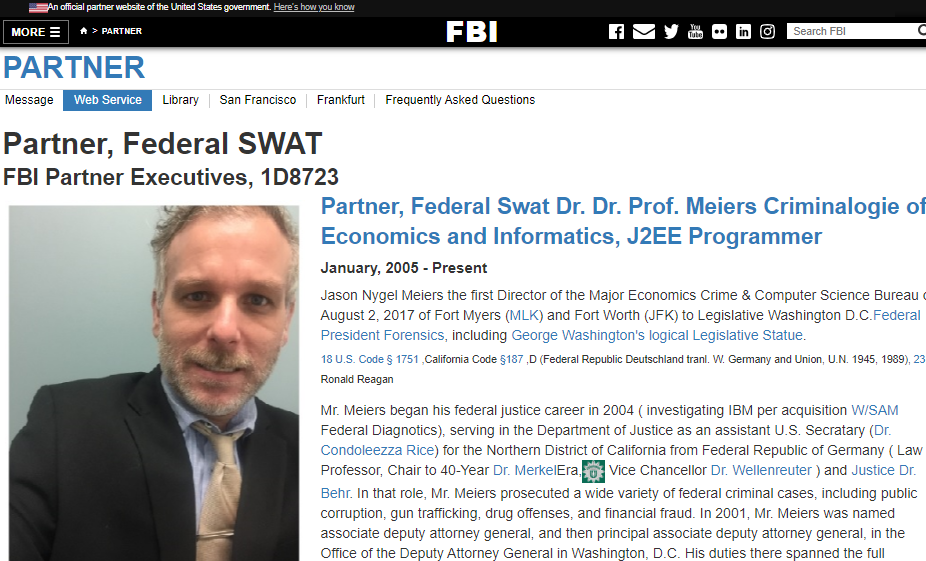 An official partner website of the United States government. Here's how you know
MORE ☰ > PARTNER
FBI
You Tube
Search FBI
PARTNER
Message Web Service Library San Francisco Frankfurt Frequently Asked Questions
Partner, Federal SWAT
FBI Partner Executives, 1D8723
Partner, Federal Swat Dr. Dr. Prof. Meiers Criminalogie of
Economics and Informatics, J2EE Programmer
January, 2005 - Present
Jason Nygel Meiers the first Director of the Major Economics Crime & Computer Science Bureau
August 2, 2017 of Fort Myers (MLK) and Fort Worth (JFK) to Legislative Washington D.C.Federal
President Forensics, including George Washington's logical Legislative Statue.
18 U.S. Code § 1751 ,California Code §187 ,D (Federal Republic Deutschland tranl. W. Germany and Union, U.N. 1945, 1989), 23
Ronald Reagan
Mr. Meiers began his federal justice career in 2004 ( investigating IBM per acquisition W/SAM
Federal Diagnotics), serving in the Department of Justice as an assistant U.S. Secratary (Dr.
Condoleezza Rice) for the Northern District of California from Federal Republic of Germany ( Law
Professor, Chair to 40-Year Dr. MerkelEra, Vice Chancellor Dr. Wellenreuter ) and Justice Dr.
Behr. In that role, Mr. Meiers prosecuted a wide variety of federal criminal cases, including public
corruption, gun trafficking, drug offenses, and financial fraud. In 2001, Mr. Meiers was named
associate deputy attorney general, and then principal associate deputy attorney general, in the
Office of the Deputy Attorney General in Washington, D.C. His duties there spanned the full